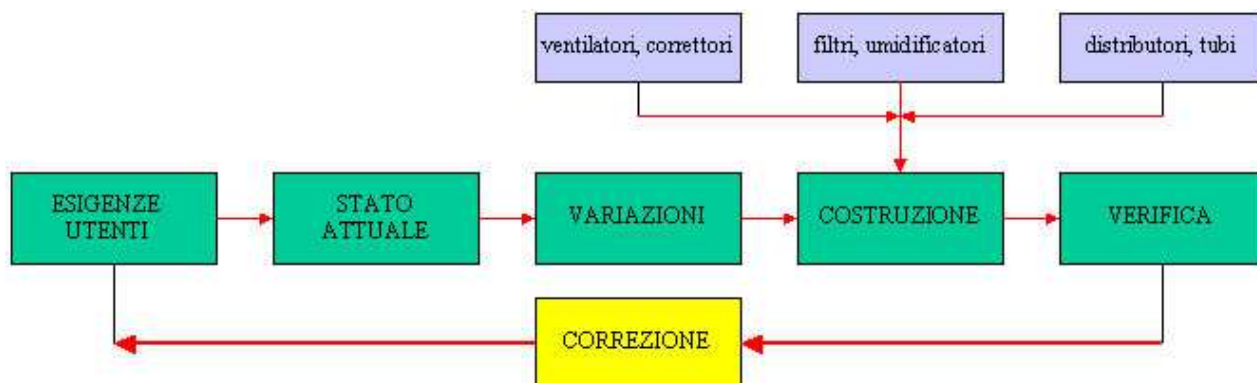 ventilatori, correttori
filtri, umidificatori
distributori, tubi
ESIGENZE
UTENTI
STATO
ATTUALE
VARIAZIONI
COSTRUZIONE
VERIFICA
CORREZIONE